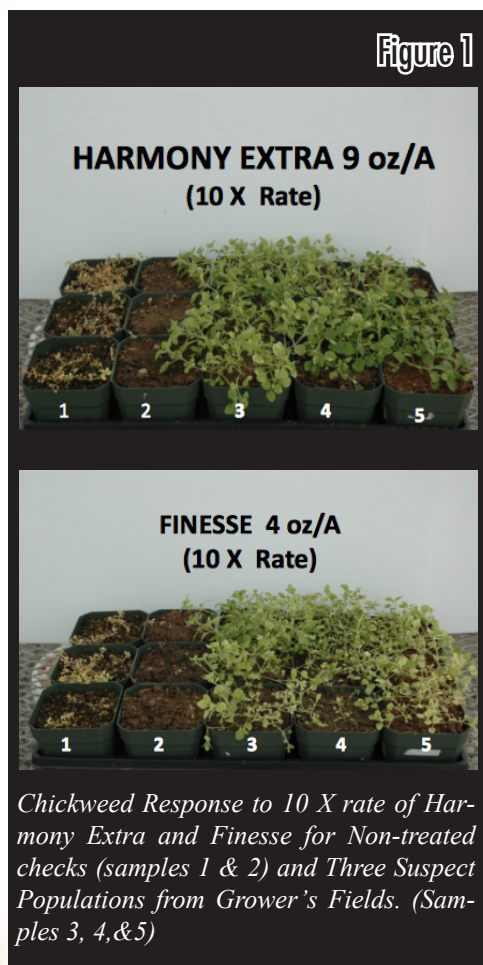 Figure 1
HARMONY EXTRA 9 oz/A
(10 X Rate)
1 2 3 4 5
FINESSE 4 oz/A
(10 X Rate)
1 2 3 4 5
Chickweed Response to 10 X rate of Har-
mony Extra and Finesse for Non-treated
checks (samples 1 & 2) and Three Suspect
Populations from Grower's Fields. (Sam-
ples 3, 4,&5)